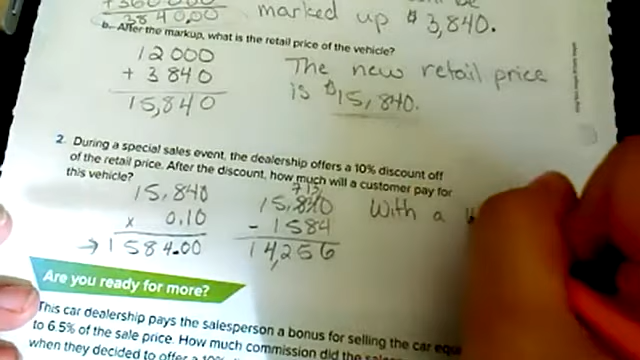 +360000
3840.00
marked up $3,840.
b. After the markup, what is the retail price of the vehicle?
12000
+ 3840
15,840
The new retail price
is $15,840.
2. During a special sales event, the dealership offers a 10% discount off
of the retail price. After the discount, how much will a customer pay for
this vehicle?
15,840
x 0.10
→ 1584.00
7 13
15,840
- 1584
14,256
With a
Are you ready for more?
This car dealership pays the salesperson a bonus for selling the car
to 6.5% of the sale price. How much commission did the
when they decided to offer a 10%